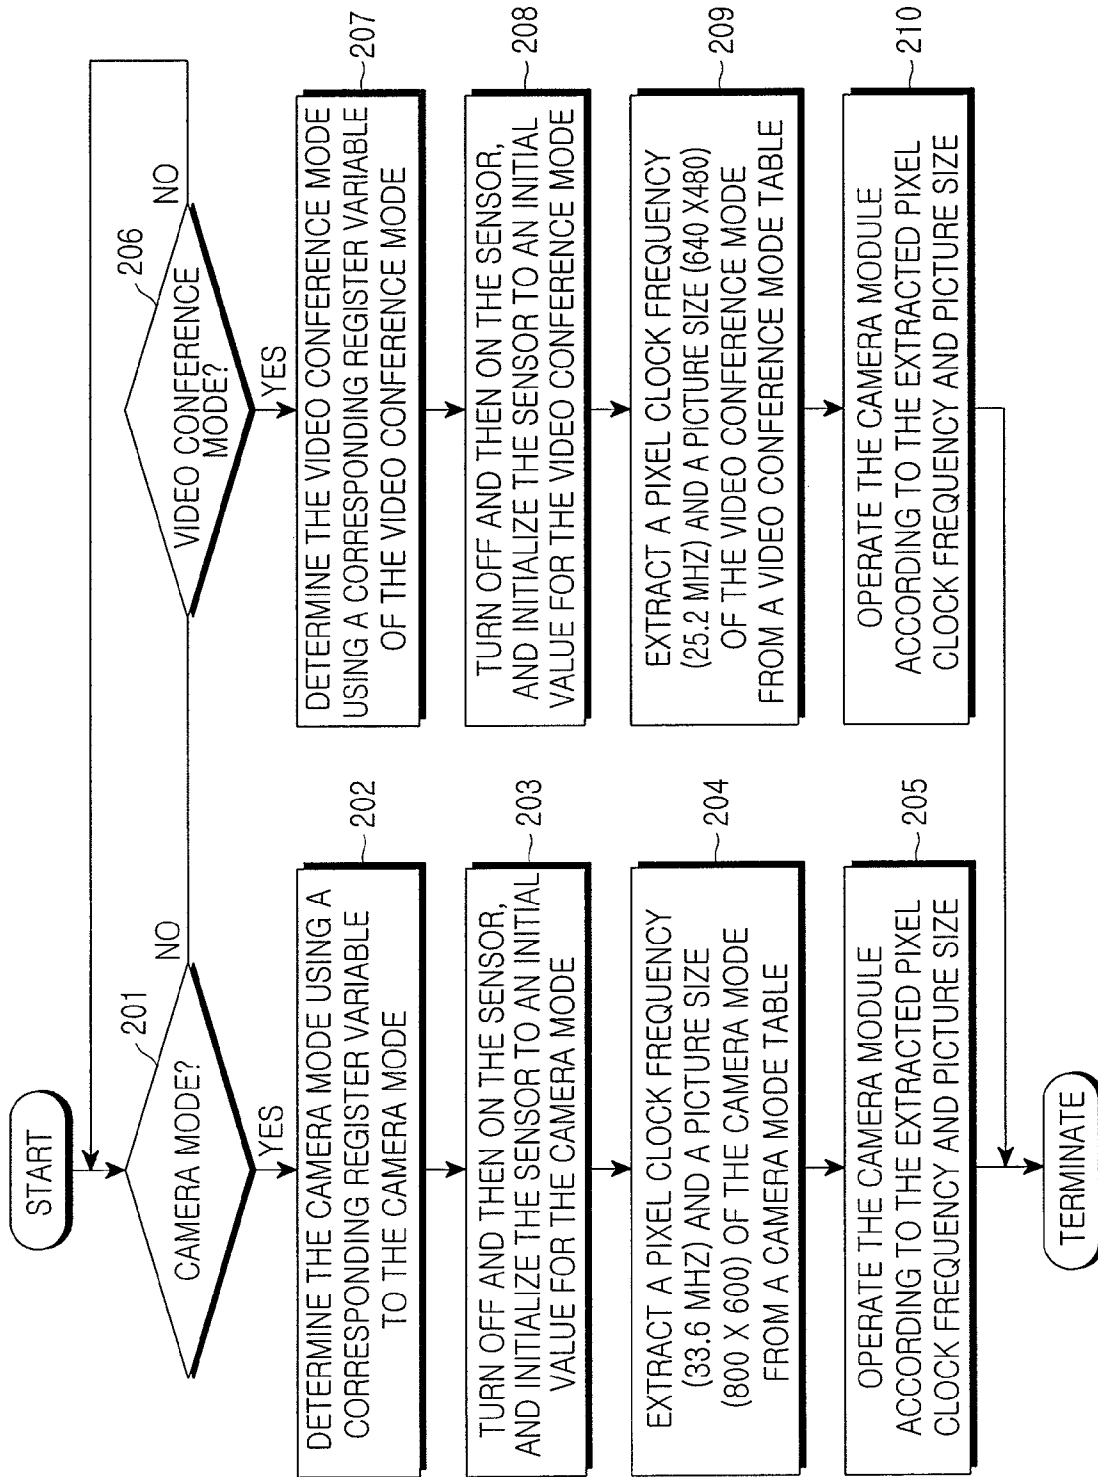 START
CAMERA MODE?
201
NO
YES
DETERMINE THE CAMERA MODE USING A
CORRESPONDING REGISTER VARIABLE
TO THE CAMERA MODE
202
TURN OFF AND THEN ON THE SENSOR,
AND INITIALIZE THE SENSOR TO AN INITIAL
VALUE FOR THE CAMERA MODE
203
EXTRACT A PIXEL CLOCK FREQUENCY
(33.6 MHZ) AND A PICTURE SIZE
(800 X 600) OF THE CAMERA MODE
FROM A CAMERA MODE TABLE
204
OPERATE THE CAMERA MODULE
ACCORDING TO THE EXTRACTED PIXEL
CLOCK FREQUENCY AND PICTURE SIZE
205
VIDEO CONFERENCE
MODE?
206
NO
YES
DETERMINE THE VIDEO CONFERENCE MODE
USING A CORRESPONDING REGISTER VARIABLE
OF THE VIDEO CONFERENCE MODE
207
TURN OFF AND THEN ON THE SENSOR,
AND INITIALIZE THE SENSOR TO AN INITIAL
VALUE FOR THE VIDEO CONFERENCE MODE
208
EXTRACT A PIXEL CLOCK FREQUENCY
(25.2 MHZ) AND A PICTURE SIZE (640 X480)
OF THE VIDEO CONFERENCE MODE
FROM A VIDEO CONFERENCE MODE TABLE
209
OPERATE THE CAMERA MODULE
ACCORDING TO THE EXTRACTED PIXEL
CLOCK FREQUENCY AND PICTURE SIZE
210
TERMINATE